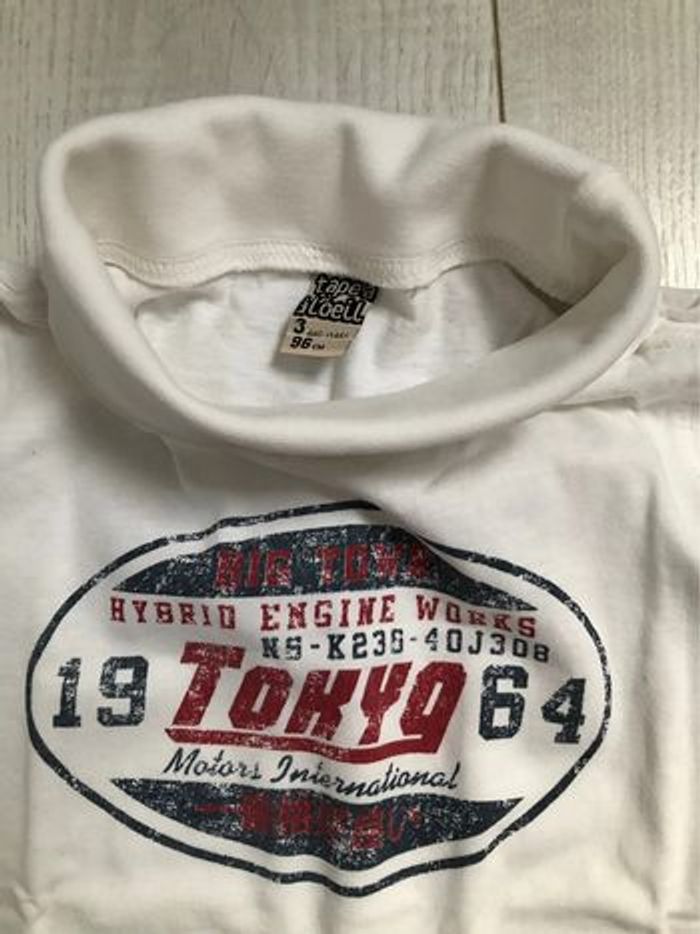 tape à
l'oeil
3
96 CM
BIG TOWN
HYBRID ENGINE WORKS
NS-K236-40J308
19 TOKYO 64
Motors International